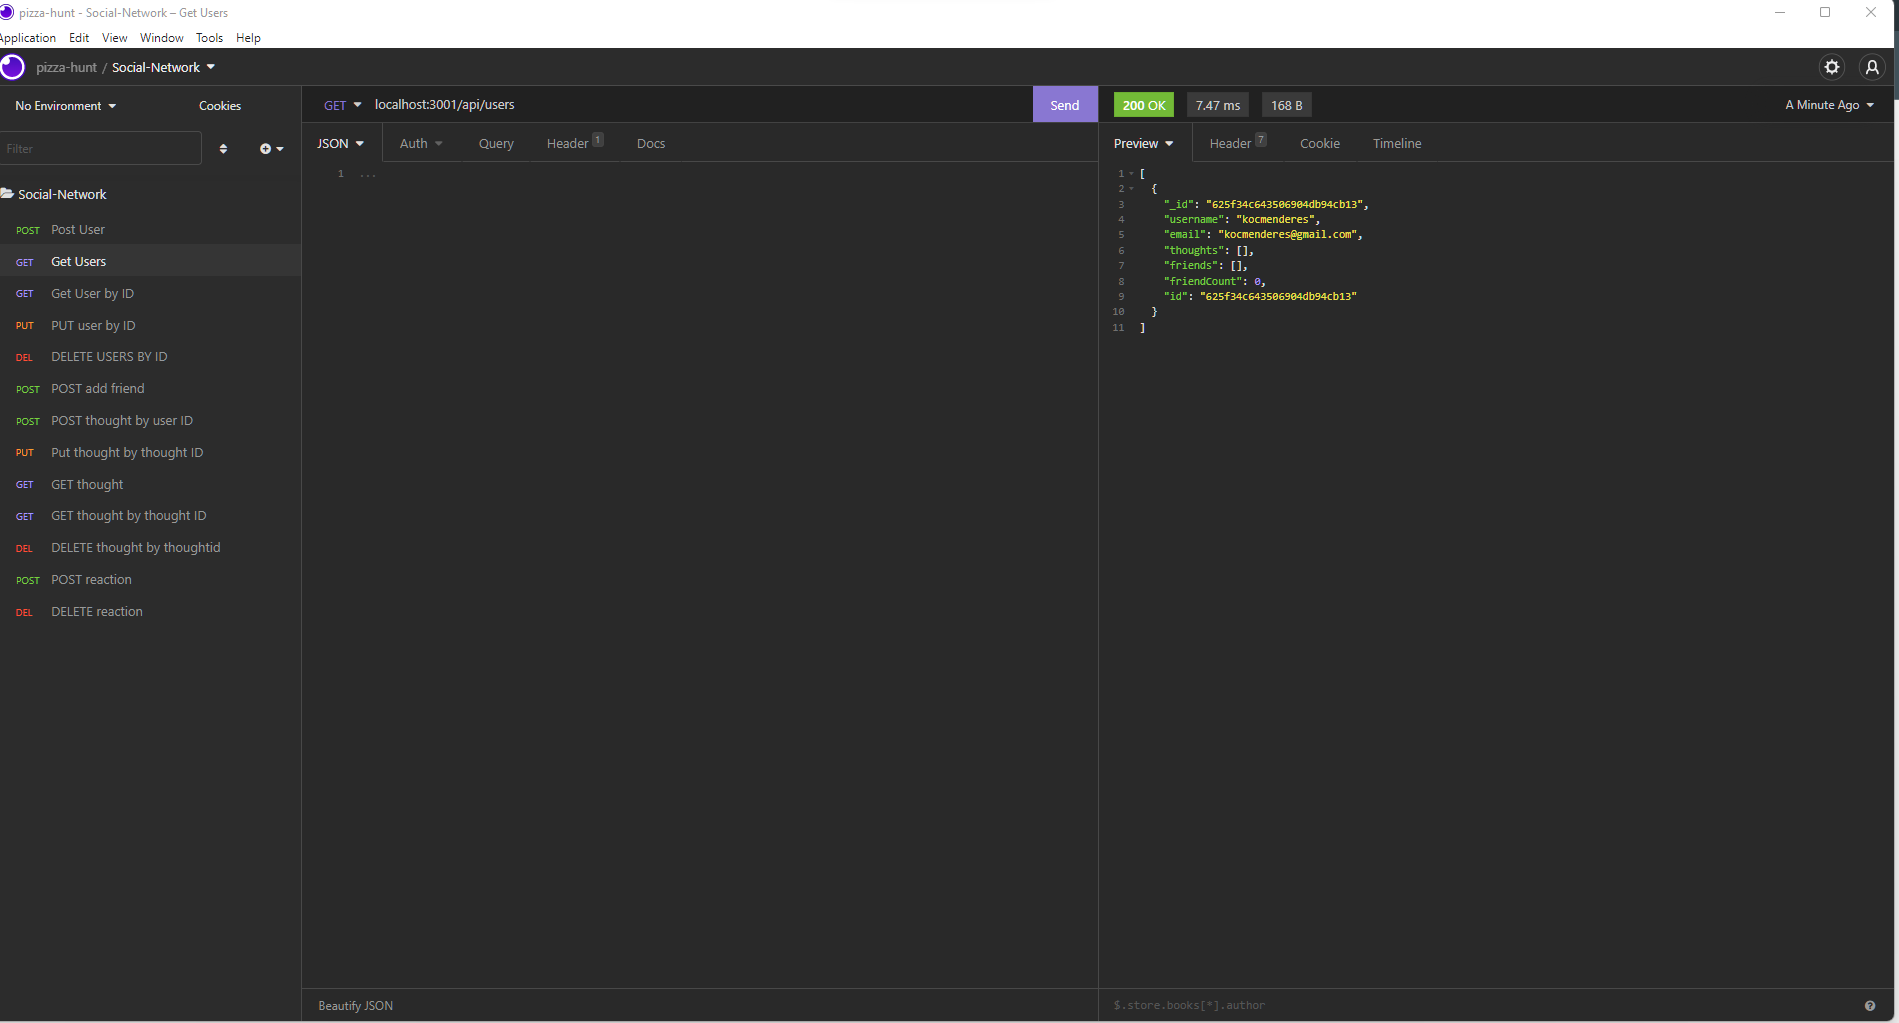 pizza-hunt - Social-Network – Get Users
Application Edit View Window Tools Help
pizza-hunt / Social-Network
No Environment Cookies
Filter
Social-Network
POST Post User
GET Get Users
GET Get User by ID
PUT PUT user by ID
DEL DELETE USERS BY ID
POST POST add friend
POST POST thought by user ID
PUT Put thought by thought ID
GET GET thought
GET GET thought by thought ID
DEL DELETE thought by thoughtid
POST POST reaction
DEL DELETE reaction
GET localhost:3001/api/users Send
JSON Auth Query Header 1 Docs
1 ...
Beautify JSON
200 OK 7.47 ms 168 B A Minute Ago
Preview Header 7 Cookie Timeline
1 [
2 {
3 "_id": "625f34c643506904db94cb13",
4 "username": "kocmenderes",
5 "email": "kocmenderes@gmail.com",
6 "thoughts": [],
7 "friends": [],
8 "friendCount": 0,
9 "id": "625f34c643506904db94cb13"
10 }
11 ]
$.store.books[*].author